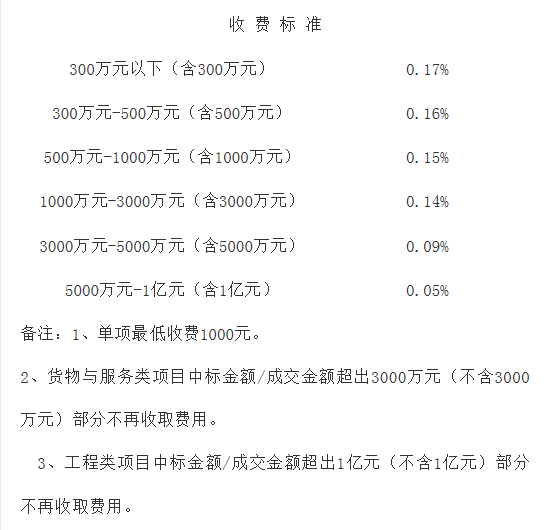 收 费 标 准
300万元以下（含300万元） 0.17%
300万元-500万元（含500万元） 0.16%
500万元-1000万元（含1000万元） 0.15%
1000万元-3000万元（含3000万元） 0.14%
3000万元-5000万元（含5000万元） 0.09%
5000万元-1亿元（含1亿元） 0.05%
备注：1、单项最低收费1000元。
2、货物与服务类项目中标金额/成交金额超出3000万元（不含3000
万元）部分不再收取费用。
3、工程类项目中标金额/成交金额超出1亿元（不含1亿元）部分
不再收取费用。